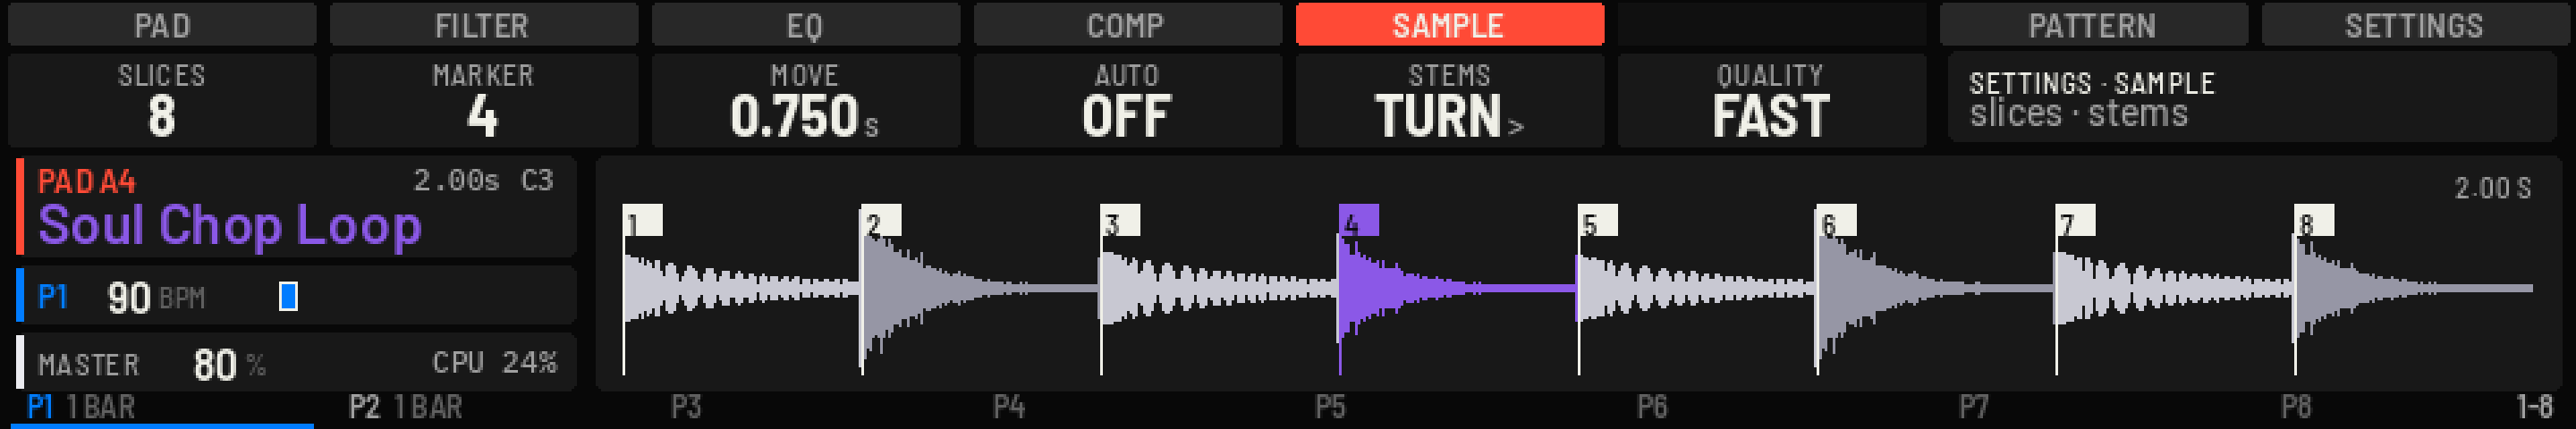 PAD FILTER EQ COMP SAMPLE PATTERN SETTINGS
SLICES MARKER MOVE AUTO STEMS QUALITY
8 4 0.750 s OFF TURN > FAST
SETTINGS · SAMPLE
slices · stems
PAD A4 2.00s C3
Soul Chop Loop
P1 90 BPM
MASTER 80 % CPU 24%
2.00 S
1 2 3 4 5 6 7 8
P1 1 BAR P2 1 BAR P3 P4 P5 P6 P7 P8 1-8